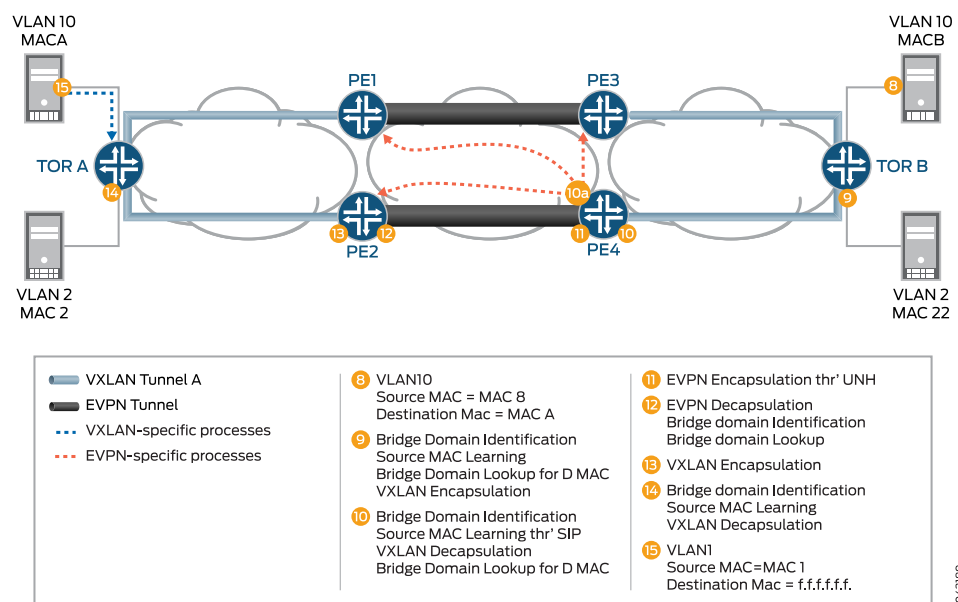 VLAN 10
MACA
VLAN 10
MACB
15
PE1
PE3
8
TOR A
14
10a
TOR B
9
13
12
PE2
11
10
PE4
VLAN 2
MAC 2
VLAN 2
MAC 22
VXLAN Tunnel A
EVPN Tunnel
VXLAN-specific processes
EVPN-specific processes
8 VLAN10
Source MAC = MAC 8
Destination Mac = MAC A
9 Bridge Domain Identification
Source MAC Learning
Bridge Domain Lookup for D MAC
VXLAN Encapsulation
10 Bridge Domain Identification
Source MAC Learning thr' SIP
VXLAN Decapsulation
Bridge Domain Lookup for D MAC
11 EVPN Encapsulation thr' UNH
12 EVPN Decapsulation
Bridge domain Identification
Bridge domain Lookup
13 VXLAN Encapsulation
14 Bridge domain Identification
Source MAC Learning
VXLAN Decapsulation
15 VLAN1
Source MAC=MAC 1
Destination Mac = f.f.f.f.f.f.